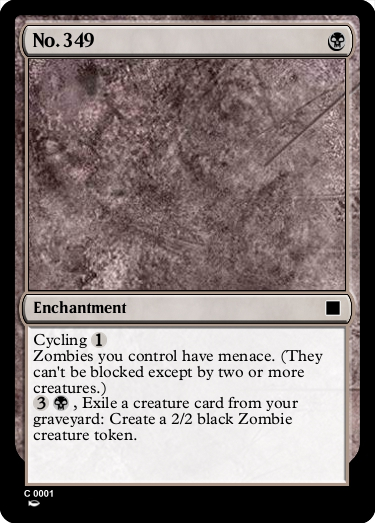 No. 349
Enchantment
Cycling 1
Zombies you control have menace. (They
can't be blocked except by two or more
creatures.)
3 , Exile a creature card from your
graveyard: Create a 2/2 black Zombie
creature token.
C 0001